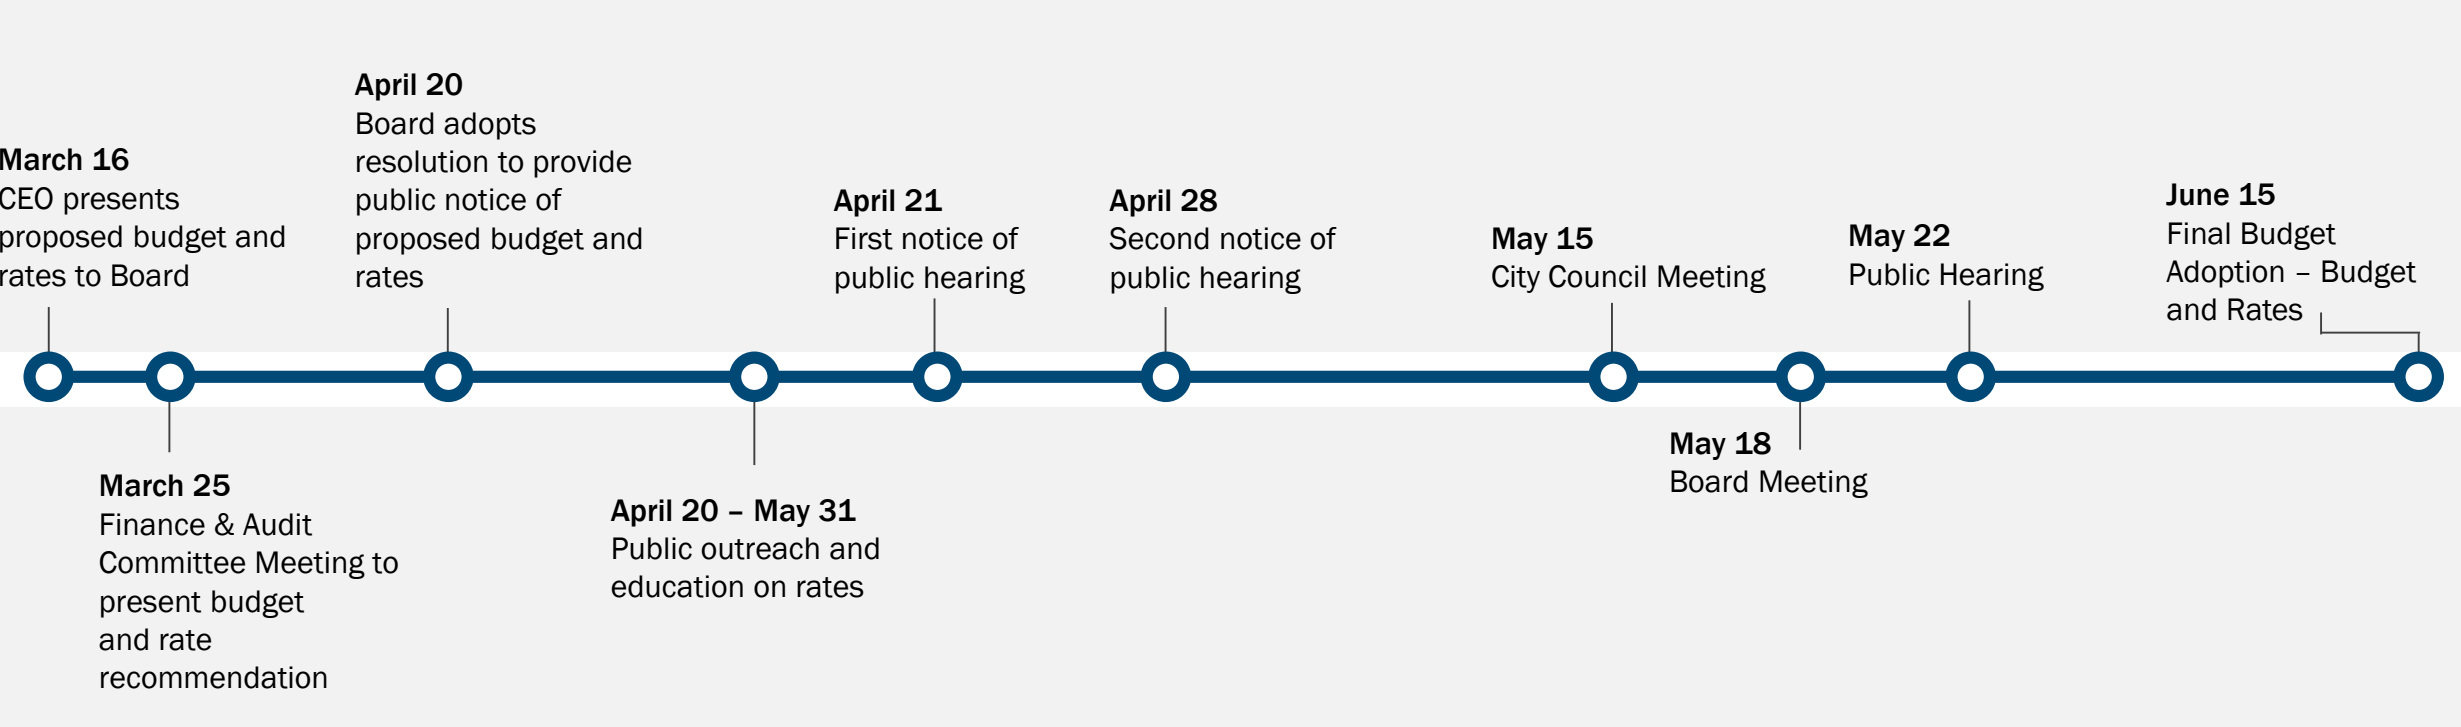 March 16
CEO presents
proposed budget and
rates to Board
March 25
Finance & Audit
Committee Meeting to
present budget
and rate
recommendation
April 20
Board adopts
resolution to provide
public notice of
proposed budget and
rates
April 20 – May 31
Public outreach and
education on rates
April 21
First notice of
public hearing
April 28
Second notice of
public hearing
May 15
City Council Meeting
May 18
Board Meeting
May 22
Public Hearing
June 15
Final Budget
Adoption – Budget
and Rates